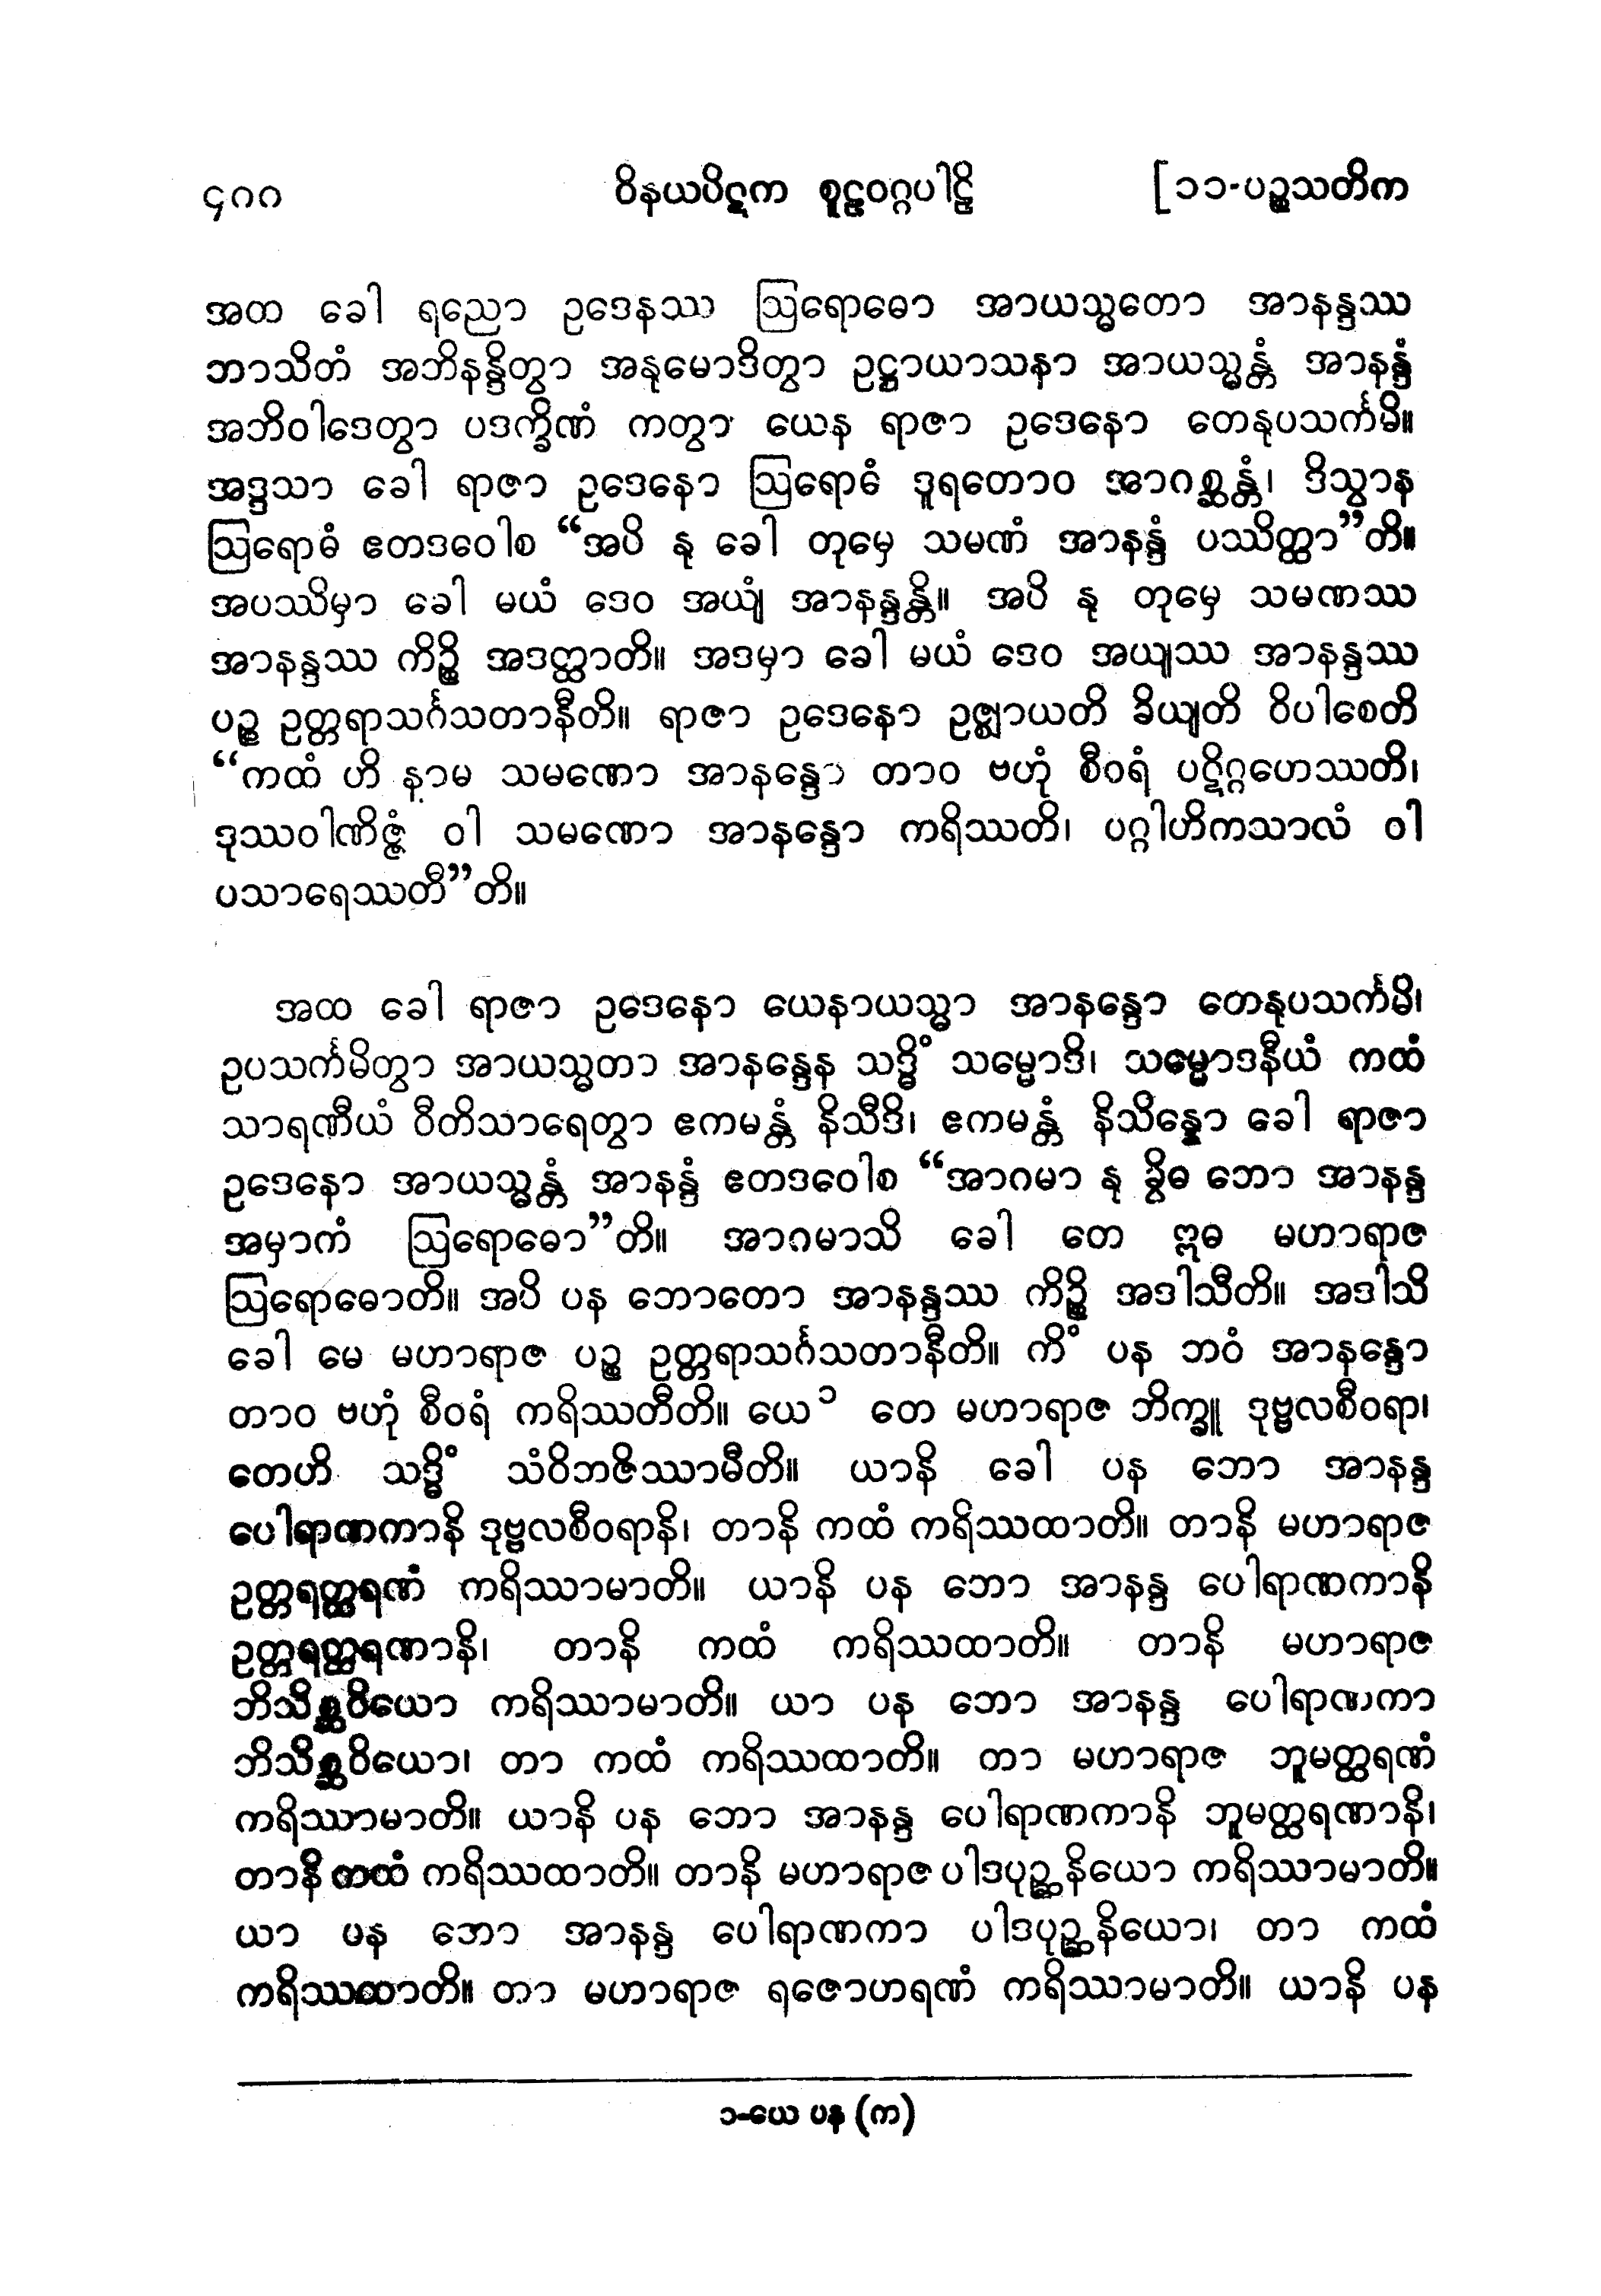 ၄၈၈ ဝိနယပိဋက စူဠဝဂ္ဂပါဠိ [၁၁-ပဉ္စသတိက
အထ ခေါ ရညော ဥဒေနဿ ဩရောဓော အာယသ္မတော အာနန္ဒဿ
ဘာသိတံ အဘိနန္ဒိတွာ အနုမောဒိတွာ ဥဋ္ဌာယာသနာ အာယသ္မန္တံ အာနန္ဒံ
အဘိဝါဒေတွာ ပဒက္ခိဏံ ကတွာ ယေန ရာဇာ ဥဒေနော တေနုပသင်္ကမိ။
အဒ္ဒသာ ခေါ ရာဇာ ဥဒေနော ဩရောဓံ ဒူရတောဝ အာဂစ္ဆန္တံ၊ ဒိသွာန
ဩရောဓံ ဧတဒဝေါစ “အပိ နု ခေါ တုမှေ သမဏံ အာနန္ဒံ ပဿိတ္ထာ”တိ။
အပဿိမှာ ခေါ မယံ ဒေဝ အယျံ အာနန္ဒန္တိ။ အပိ နု တုမှေ သမဏဿ
အာနန္ဒဿ ကိဉ္စိ အဒတ္ထာတိ။ အဒမှာ ခေါ မယံ ဒေဝ အယျဿ အာနန္ဒဿ
ပဉ္စ ဥတ္တရာသင်္ဂသတာနီတိ။ ရာဇာ ဥဒေနော ဥဇ္ဈာယတိ ခိယျတိ ဝိပါစေတိ
“ကထံ ဟိ နာမ သမဏော အာနန္ဒော တာဝ ဗဟုံ စီဝရံ ပဋိဂ္ဂဟေဿတိ၊
ဒုဿဝါဏိဇ္ဇံ ဝါ သမဏော အာနန္ဒော ကရိဿတိ၊ ပဂ္ဂါဟိကသာလံ ဝါ
ပသာရေဿတီ”တိ။
အထ ခေါ ရာဇာ ဥဒေနော ယေနာယသ္မာ အာနန္ဒော တေနုပသင်္ကမိ၊
ဥပသင်္ကမိတွာ အာယသ္မတာ အာနန္ဒေန သဒ္ဓိံ သမ္မောဒိ၊ သမ္မောဒနီယံ ကထံ
သာရဏီယံ ဝီတိသာရေတွာ ဧကမန္တံ နိသီဒိ၊ ဧကမန္တံ နိသိန္နော ခေါ ရာဇာ
ဥဒေနော အာယသ္မန္တံ အာနန္ဒံ ဧတဒဝေါစ “အာဂမာ နု ခွိဓ ဘော အာနန္ဒ
အမှာကံ ဩရောဓော”တိ။ အာဂမာသိ ခေါ တေ ဣဓ မဟာရာဇ
ဩရောဓောတိ။ အပိ ပန ဘောတော အာနန္ဒဿ ကိဉ္စိ အဒါသီတိ။ အဒါသိ
ခေါ မေ မဟာရာဇ ပဉ္စ ဥတ္တရာသင်္ဂသတာနီတိ။ ကိံ ပန ဘဝံ အာနန္ဒော
တာဝ ဗဟုံ စီဝရံ ကရိဿတီတိ။ ယေ ၁ တေ မဟာရာဇ ဘိက္ခူ ဒုဗ္ဗလစီဝရာ၊
တေဟိ သဒ္ဓိံ သံဝိဘဇိဿာမီတိ။ ယာနိ ခေါ ပန ဘော အာနန္ဒ
ပေါရာဏကာနိ ဒုဗ္ဗလစီဝရာနိ၊ တာနိ ကထံ ကရိဿထာတိ။ တာနိ မဟာရာဇ
ဥတ္တရတ္ထရဏံ ကရိဿာမာတိ။ ယာနိ ပန ဘော အာနန္ဒ ပေါရာဏကာနိ
ဥတ္တရတ္ထရဏာနိ၊ တာနိ ကထံ ကရိဿထာတိ။ တာနိ မဟာရာဇ
ဘိသိစ္ဆဝိယော ကရိဿာမာတိ။ ယာ ပန ဘော အာနန္ဒ ပေါရာဏကာ
ဘိသိစ္ဆဝိယော၊ တာ ကထံ ကရိဿထာတိ။ တာ မဟာရာဇ ဘူမတ္ထရဏံ
ကရိဿာမာတိ။ ယာနိ ပန ဘော အာနန္ဒ ပေါရာဏကာနိ ဘူမတ္ထရဏာနိ၊
တာနိ ကထံ ကရိဿထာတိ။ တာနိ မဟာရာဇ ပါဒပုဉ္ဆနိယော ကရိဿာမာတိ။
ယာ ပန ဘော အာနန္ဒ ပေါရာဏကာ ပါဒပုဉ္ဆနိယော၊ တာ ကထံ
ကရိဿထာတိ။ တာ မဟာရာဇ ရဇောဟရဏံ ကရိဿာမာတိ။ ယာနိ ပန
၁-ယေ ပန (က)